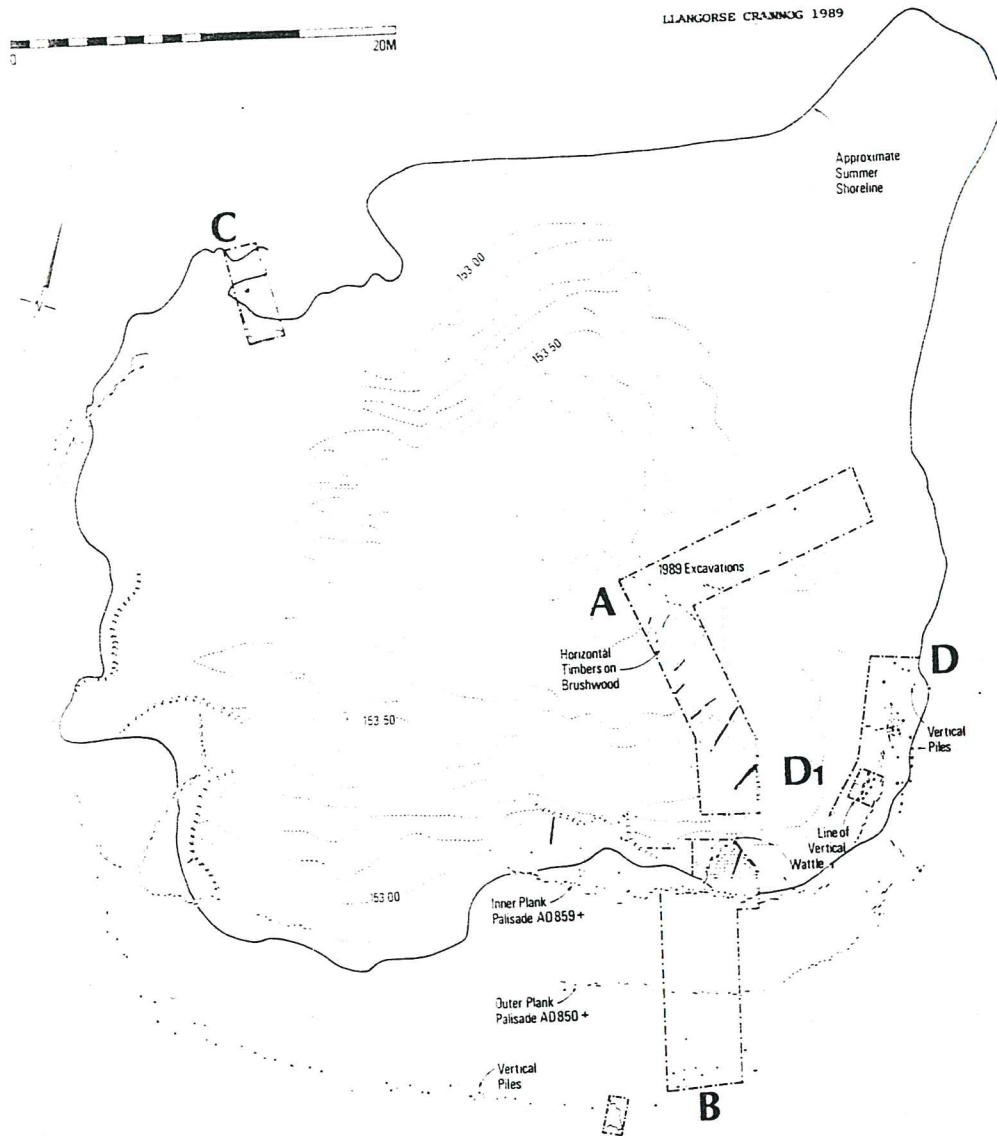 LLANGORSE CRANNOG 1989
0
20M
Approximate
Summer
Shoreline
C
153 00
153 50
1989 Excavations
A
Horizontal
Timbers on
Brushwood
D
153 50
Vertical
Piles
D1
Line of
Vertical
Wattle
153 00
Inner Plank
Palisade AD 859 +
Outer Plank
Palisade AD 850 +
Vertical
Piles
B